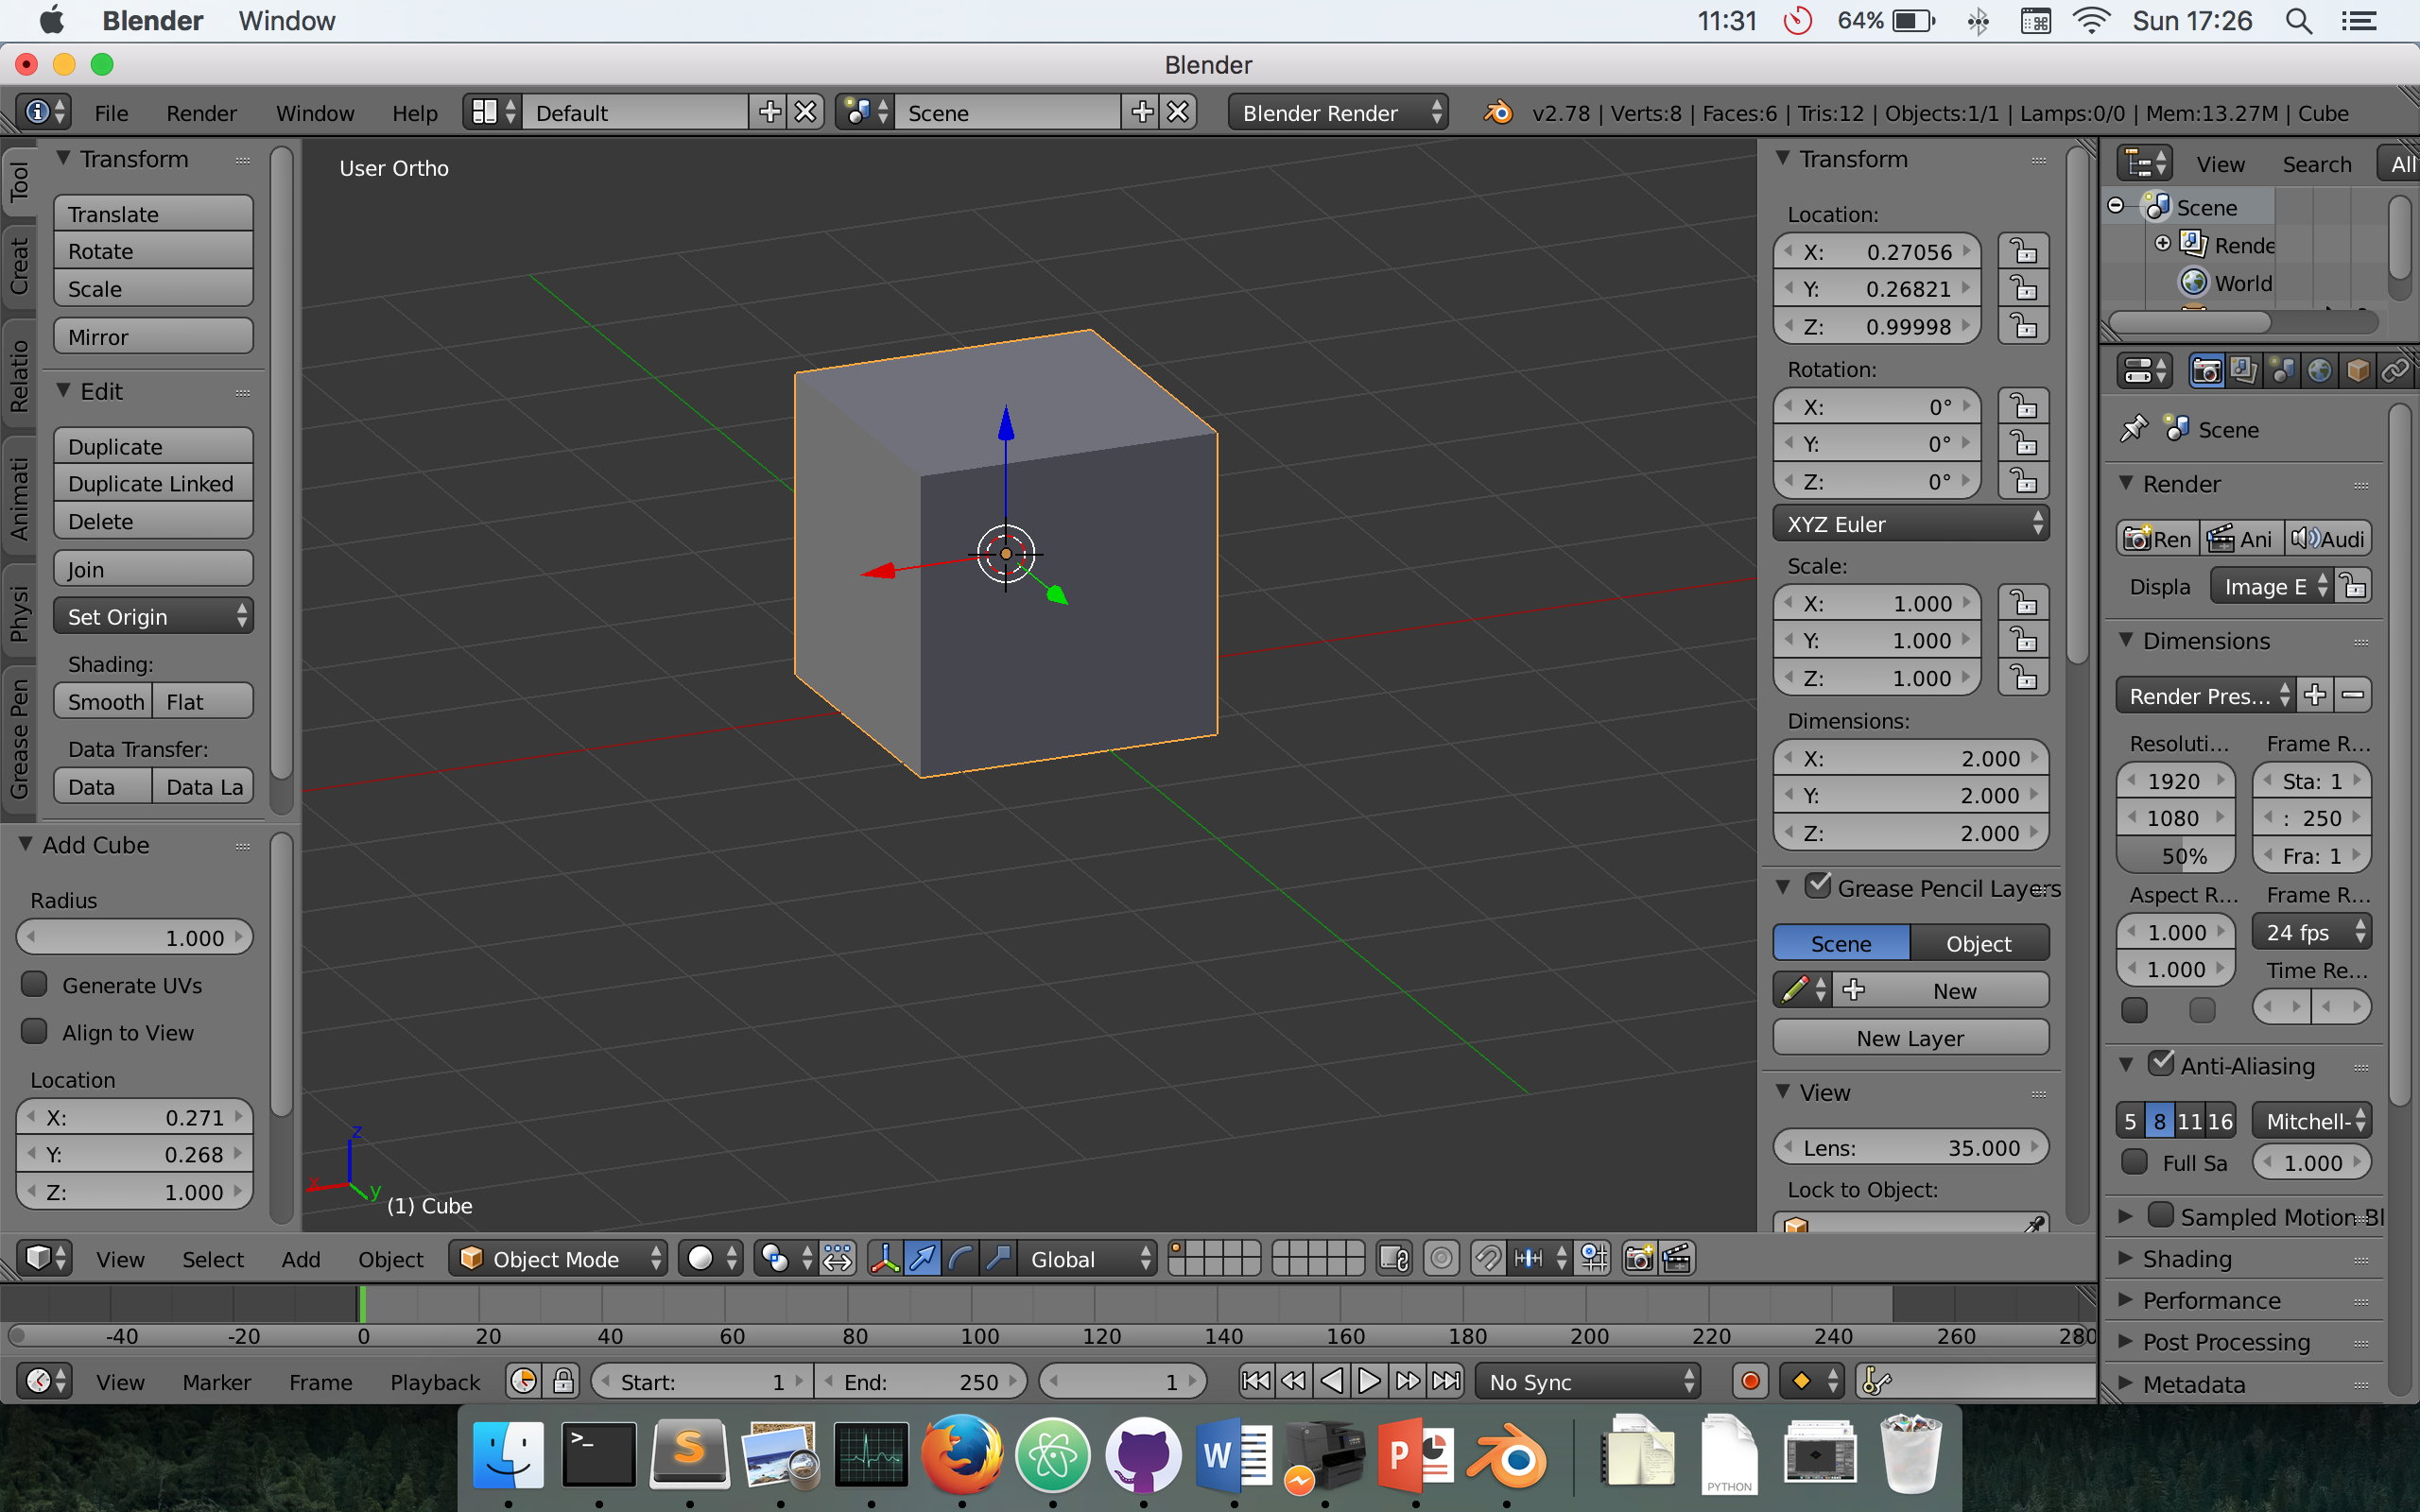 Blender Window 11:31 64% Sun 17:26
Blender
File Render Window Help Default Scene Blender Render v2.78 | Verts:8 | Faces:6 | Tris:12 | Objects:1/1 | Lamps:0/0 | Mem:13.27M | Cube
Tool
Creat
Relatio
Animati
Physi
Grease Pen
Transform
Translate
Rotate
Scale
Mirror
Edit
Duplicate
Duplicate Linked
Delete
Join
Set Origin
Shading:
Smooth Flat
Data Transfer:
Data Data La
Add Cube
Radius
1.000
Generate UVs
Align to View
Location
X: 0.271
Y: 0.268
Z: 1.000
User Ortho
z
x
y
(1) Cube
Transform
Location:
X: 0.27056
Y: 0.26821
Z: 0.99998
Rotation:
X: 0°
Y: 0°
Z: 0°
XYZ Euler
Scale:
X: 1.000
Y: 1.000
Z: 1.000
Dimensions:
X: 2.000
Y: 2.000
Z: 2.000
Grease Pencil Layers
Scene Object
New
New Layer
View
Lens: 35.000
Lock to Object:
View Search All
Scene
Rende
World
Scene
Render
Ren Ani Audi
Displa Image E
Dimensions
Render Pres...
Resoluti... Frame R...
1920 Sta: 1
1080 : 250
50% Fra: 1
Aspect R... Frame R...
1.000 24 fps
1.000 Time Re...
Anti-Aliasing
5 8 11 16 Mitchell-
Full Sa 1.000
Sampled Motion Bl
Shading
Performance
Post Processing
Metadata
View Select Add Object Object Mode Global
-40 -20 0 20 40 60 80 100 120 140 160 180 200 220 240 260 280
View Marker Frame Playback Start: 1 End: 250 1 No Sync
>_
S
W
P
PYTHON